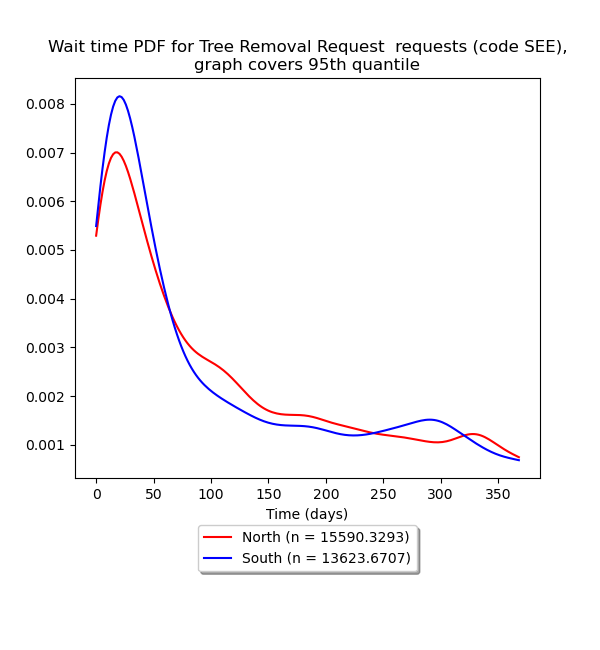 Wait time PDF for Tree Removal Request  requests (code SEE),
graph covers 95th quantile
0.008
0.007
0.006
0.005
0.004
0.003
0.002
0.001
0 50 100 150 200 250 300 350
Time (days)
North (n = 15590.3293)
South (n = 13623.6707)